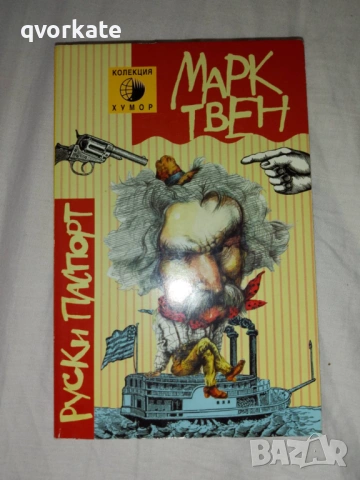 qvorkate
КОЛЕКЦИЯ
ХУМОР
МАРК
ТВЕН
РУСКИ ПАСПОРТ
BAZAR